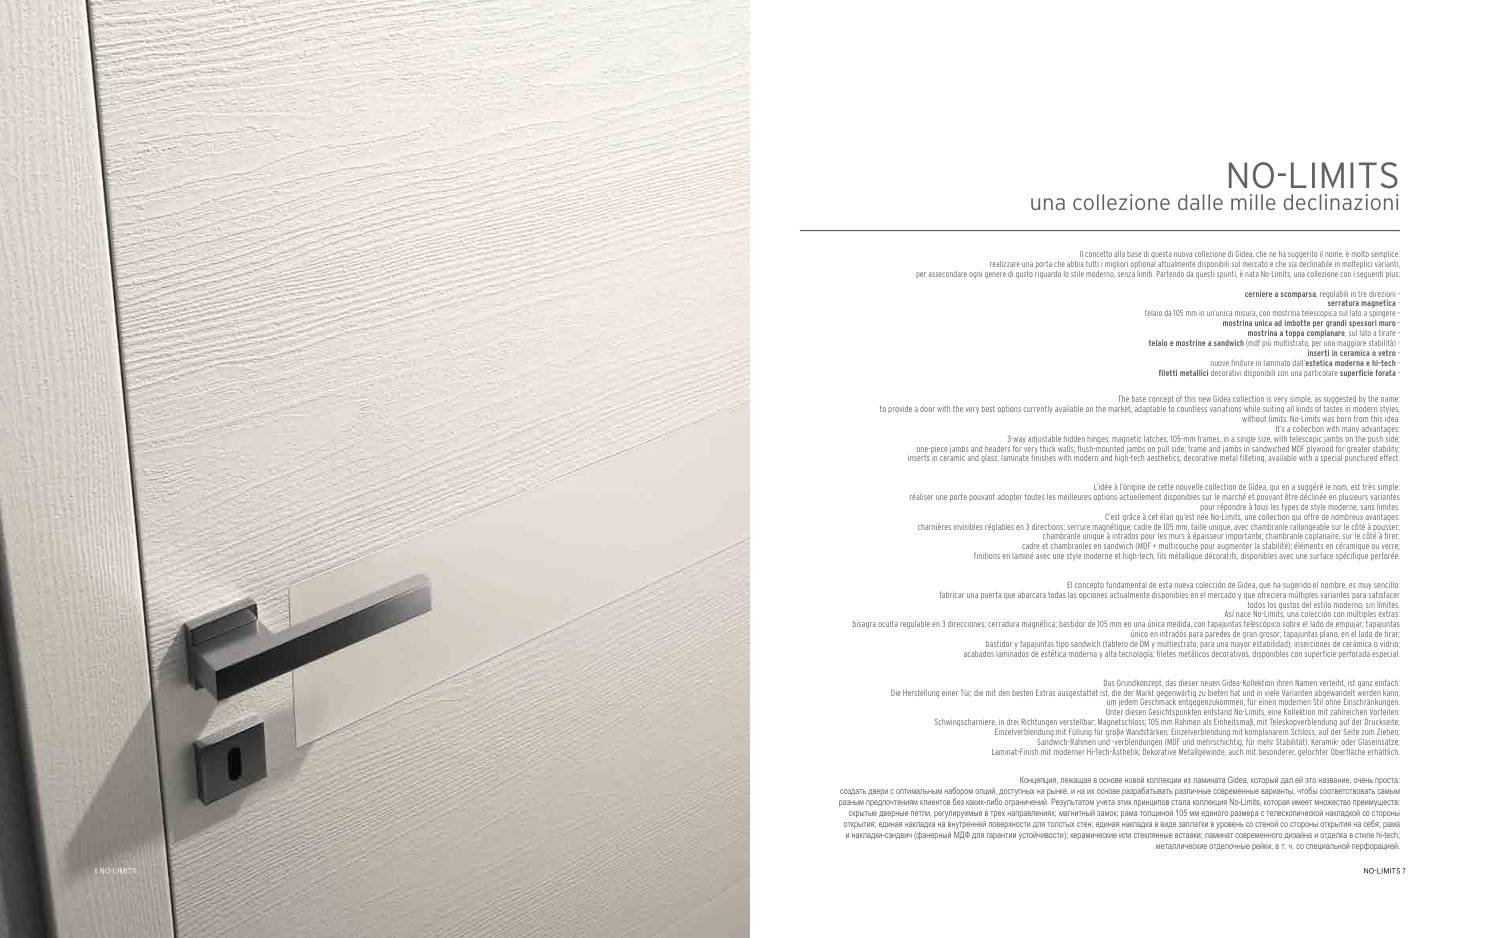 NO-LIMITS
una collezione dalle mille declinazioni
Il concetto alla base di questa nuova collezione di Gidea, che ne ha suggerito il nome, è molto semplice:
realizzare una porta che abbia tutti i migliori optional attualmente disponibili sul mercato e che sia declinabile in molteplici varianti,
per assecondare ogni genere di gusto riguardo lo stile moderno, senza limiti. Partendo da questi spunti, è nata No-Limits, una collezione con i seguenti plus:
cerniere a scomparsa, regolabili in tre direzioni -
serratura magnetica -
telaio da 105 mm in un'unica misura, con mostrina telescopica sul lato a spingere -
mostrina unica ad imbotte per grandi spessori muro -
mostrina a toppa complanare, sul lato a tirare -
telaio e mostrine a sandwich (mdf più multistrato, per una maggiore stabilità) -
inserti in ceramica o vetro -
nuove finiture in laminato dall'estetica moderna e hi-tech -
filetti metallici decorativi disponibili con una particolare superficie forata -
The base concept of this new Gidea collection is very simple, as suggested by the name:
to provide a door with the very best options currently available on the market, adaptable to countless variations while suiting all kinds of tastes in modern styles,
without limits. No-Limits was born from this idea.
It's a collection with many advantages:
3-way adjustable hidden hinges; magnetic latches; 105-mm frames, in a single size, with telescopic jambs on the push side;
one-piece jambs and headers for very thick walls; flush-mounted jambs on pull side; frame and jambs in sandwiched MDF plywood for greater stability;
inserts in ceramic and glass; laminate finishes with modern and high-tech aesthetics; decorative metal filleting, available with a special punctured effect.
L'idée à l'origine de cette nouvelle collection de Gidea, qui en a suggéré le nom, est très simple:
réaliser une porte pouvant adopter toutes les meilleures options actuellement disponibles sur le marché et pouvant être déclinée en plusieurs variantes
pour répondre à tous les types de style moderne, sans limites.
C'est grâce à cet élan qu'est née No-Limits, une collection qui offre de nombreux avantages:
charnières invisibles réglables en 3 directions; serrure magnétique; cadre de 105 mm, taille unique, avec chambranle rallongeable sur le côté à pousser;
chambranle unique à intrados pour les murs à épaisseur importante; chambranle coplanaire, sur le côté à tirer;
cadre et chambranles en sandwich (MDF + multicouche pour augmenter la stabilité); éléments en céramique ou verre;
finitions en laminé avec une style moderne et high-tech; fils métallique décoratifs, disponibles avec une surface spécifique perforée.
El concepto fundamental de esta nueva colección de Gidea, que ha sugerido el nombre, es muy sencillo:
fabricar una puerta que abarcara todas las opciones actualmente disponibles en el mercado y que ofreciera múltiples variantes para satisfacer
todos los gustos del estilo moderno, sin límites.
Así nace No-Limits, una colección con múltiples extras:
bisagra oculta regulable en 3 direcciones; cerradura magnética; bastidor de 105 mm en una única medida, con tapajuntas telescópico sobre el lado de empujar; tapajuntas
único en intradós para paredes de gran grosor; tapajuntas plano, en el lado de tirar;
bastidor y tapajuntas tipo sandwich (tablero de DM y multiestrato, para una mayor estabilidad); inserciones de cerámica o vidrio;
acabados laminados de estética moderna y alta tecnología; filetes metálicos decorativos, disponibles con superficie perforada especial.
Das Grundkonzept, das dieser neuen Gidea-Kollektion ihren Namen verleiht, ist ganz einfach:
Die Herstellung einer Tür, die mit den besten Extras ausgestattet ist, die der Markt gegenwärtig zu bieten hat und in viele Varianten abgewandelt werden kann,
um jedem Geschmack entgegenzukommen, für einen modernen Stil ohne Einschränkungen.
Unter diesen Gesichtspunkten entstand No-Limits, eine Kollektion mit zahlreichen Vorteilen:
Schwingscharniere, in drei Richtungen verstellbar; Magnetschloss; 105 mm Rahmen als Einheitsmaß, mit Teleskopverblendung auf der Druckseite;
Einzelverblendung mit Füllung für große Wandstärken; Einzelverblendung mit komplanarem Schloss, auf der Seite zum Ziehen;
Sandwich-Rahmen und -verblendungen (MDF und mehrschichtig, für mehr Stabilität); Keramik- oder Glaseinsätze;
Laminat-Finish mit moderner Hi-Tech-Ästhetik; Dekorative Metallgewinde, auch mit besonderer, gelochter Oberfläche erhältlich.
Концепция, лежащая в основе новой коллекции из ламината Gidea, который дал ей это название, очень проста:
создать двери с оптимальным набором опций, доступных на рынке, и на их основе разрабатывать различные современные варианты, чтобы соответствовать самым
разным предпочтениям клиентов без каких-либо ограничений. Результатом учета этих принципов стала коллекция No-Limits, которая имеет множество преимуществ:
скрытые дверные петли, регулируемые в трех направлениях; магнитный замок; рама толщиной 105 мм единого размера с телескопической накладкой со стороны
открытия; единая накладка на внутренней поверхности для толстых стен; единая накладка в виде заплатки в уровень со стеной со стороны открытия на себя; рама
и накладки-сэндвич (фанерный МДФ для гарантии устойчивости); керамические или стеклянные вставки; ламинат современного дизайна и отделка в стиле hi-tech;
металлические отделочные рейки, в т. ч. со специальной перфорацией.
6 NO-LIMITS
NO-LIMITS 7